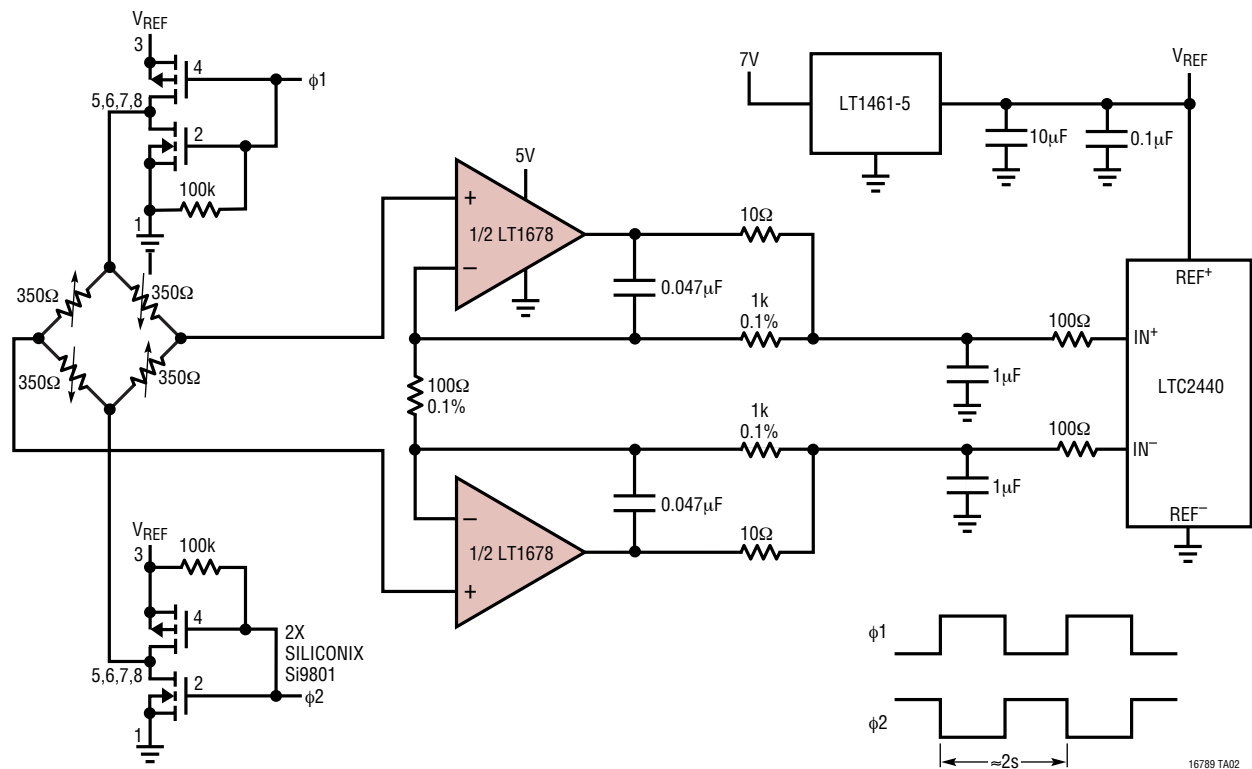 VREF
3
4
ϕ1
5,6,7,8
2
100k
1
350Ω
350Ω
350Ω
350Ω
5V
+
1/2 LT1678
–
10Ω
0.047µF
1k
0.1%
100Ω
0.1%
1k
0.1%
–
1/2 LT1678
+
0.047µF
10Ω
7V
LT1461-5
10µF
0.1µF
VREF
REF+
100Ω
IN+
1µF
LTC2440
100Ω
IN–
1µF
REF–
VREF
3
100k
4
2X
SILICONIX
Si9801
5,6,7,8
2
ϕ2
1
ϕ1
ϕ2
≈2s
16789 TA02